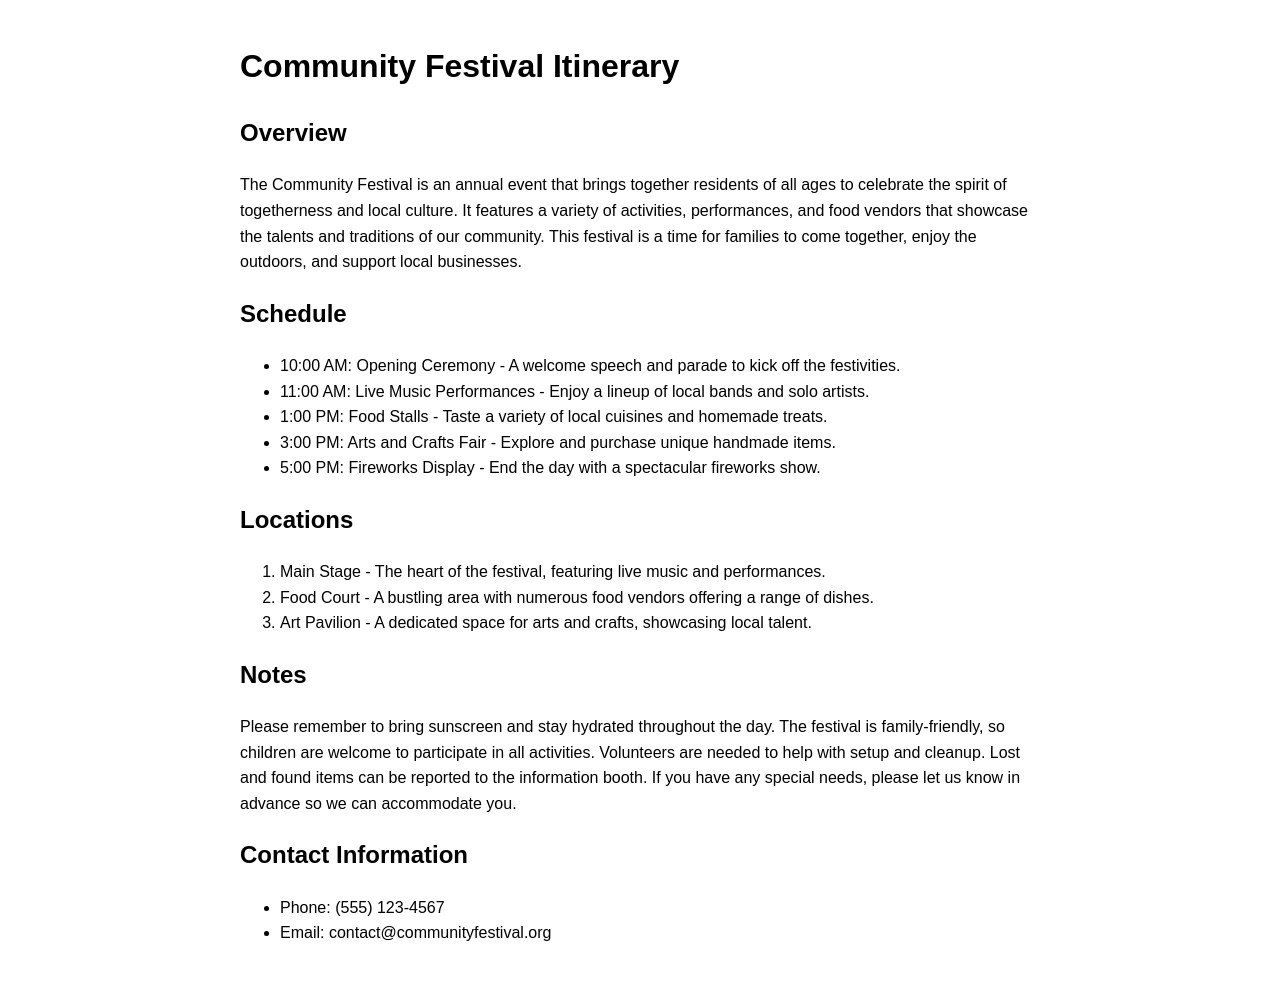 Community Festival Itinerary
Overview
The Community Festival is an annual event that brings together residents of all ages to celebrate the spirit of
togetherness and local culture. It features a variety of activities, performances, and food vendors that showcase
the talents and traditions of our community. This festival is a time for families to come together, enjoy the
outdoors, and support local businesses.
Schedule
• 10:00 AM: Opening Ceremony - A welcome speech and parade to kick off the festivities.
• 11:00 AM: Live Music Performances - Enjoy a lineup of local bands and solo artists.
• 1:00 PM: Food Stalls - Taste a variety of local cuisines and homemade treats.
• 3:00 PM: Arts and Crafts Fair - Explore and purchase unique handmade items.
• 5:00 PM: Fireworks Display - End the day with a spectacular fireworks show.
Locations
1. Main Stage - The heart of the festival, featuring live music and performances.
2. Food Court - A bustling area with numerous food vendors offering a range of dishes.
3. Art Pavilion - A dedicated space for arts and crafts, showcasing local talent.
Notes
Please remember to bring sunscreen and stay hydrated throughout the day. The festival is family-friendly, so
children are welcome to participate in all activities. Volunteers are needed to help with setup and cleanup. Lost
and found items can be reported to the information booth. If you have any special needs, please let us know in
advance so we can accommodate you.
Contact Information
• Phone: (555) 123-4567
• Email: contact@communityfestival.org